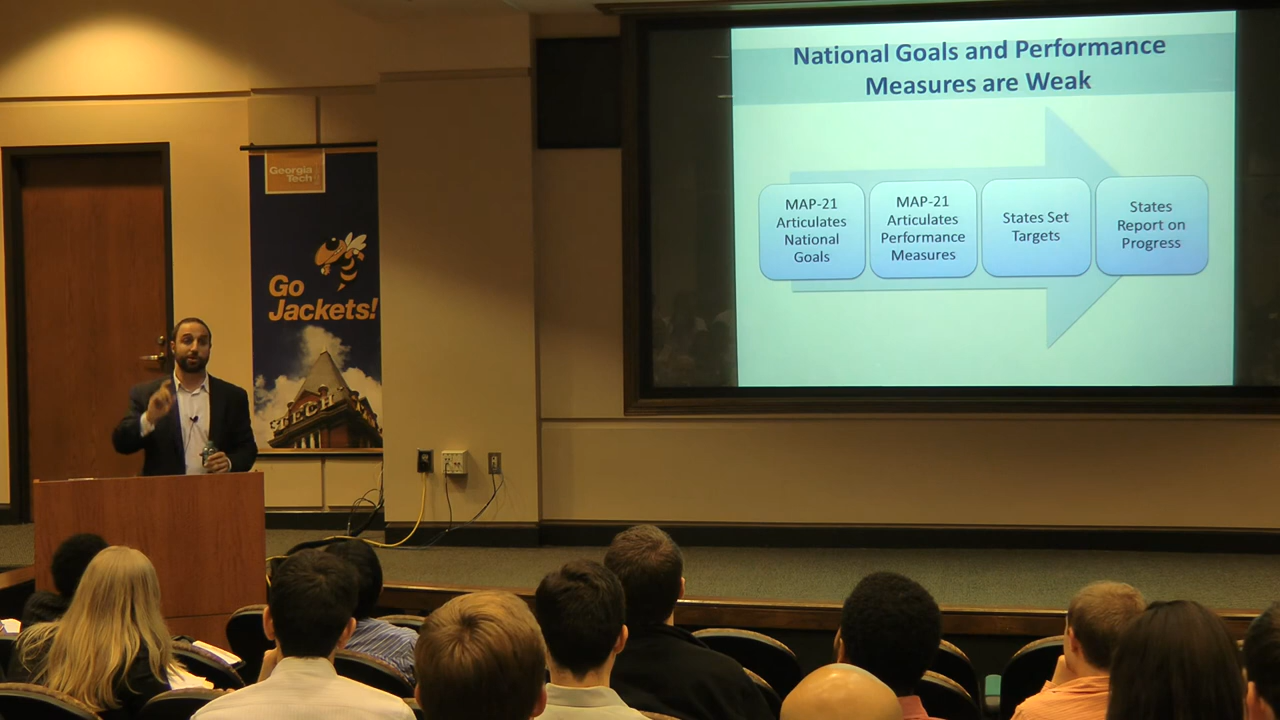 National Goals and Performance
Measures are Weak
MAP-21
Articulates
National
Goals
MAP-21
Articulates
Performance
Measures
States Set
Targets
States
Report on
Progress
Georgia
Tech
Go
Jackets!
TECH